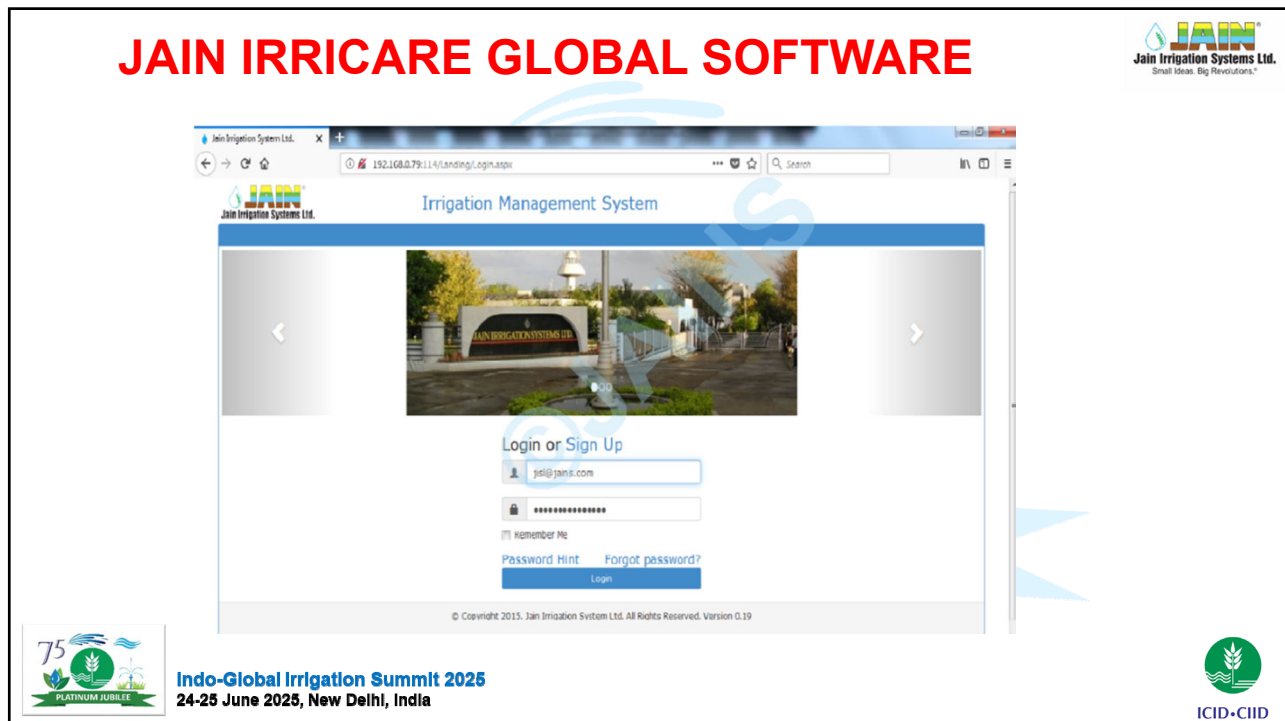 JAIN IRRICARE GLOBAL SOFTWARE
JAIN
Jain Irrigation Systems Ltd.
Small Ideas. Big Revolutions.®
Jain Irrigation System Ltd. X +
192.168.0.79:114/Landing/Login.aspx
Search
JAIN
Jain Irrigation Systems Ltd.
Irrigation Management System
JAIN IRRIGATION SYSTEMS LTD.
Login or Sign Up
jisl@jains.com
Remember Me
Password Hint Forgot password?
Login
© Copyright 2015. Jain Irrigation System Ltd. All Rights Reserved. Version 0.19
©JAINS
75
PLATINUM JUBILEE
Indo-Global Irrigation Summit 2025
24-25 June 2025, New Delhi, India
ICID•CIID